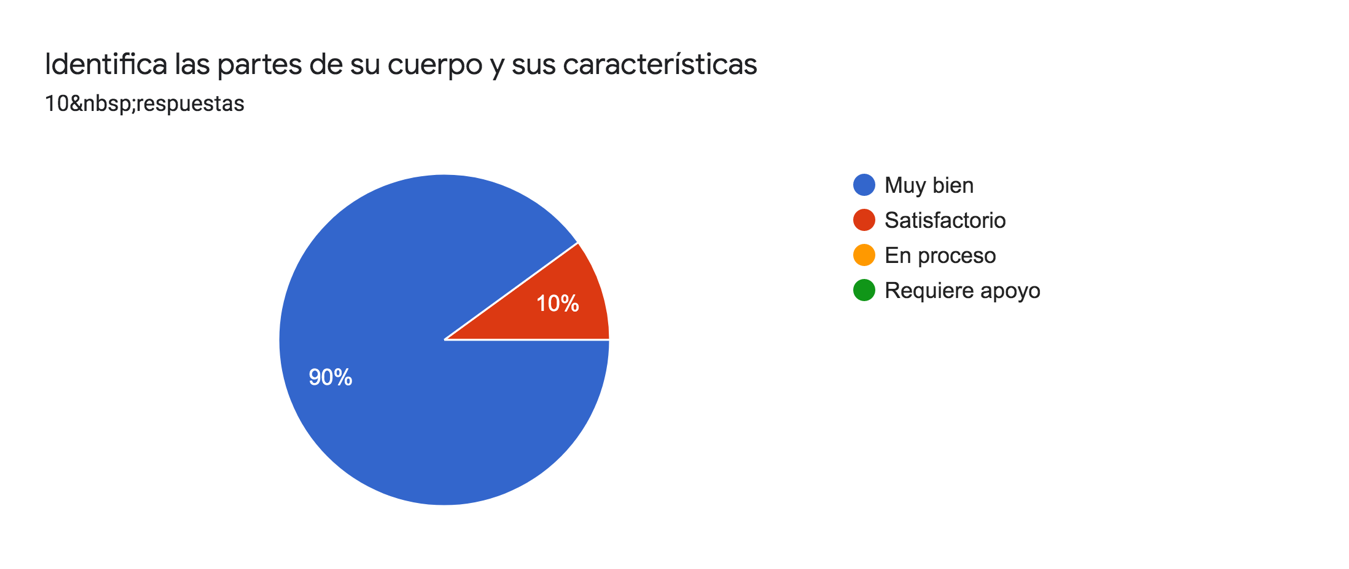 Identifica las partes de su cuerpo y sus características
10&nbsp;respuestas
Muy bien
Satisfactorio
En proceso
Requiere apoyo
10%
90%